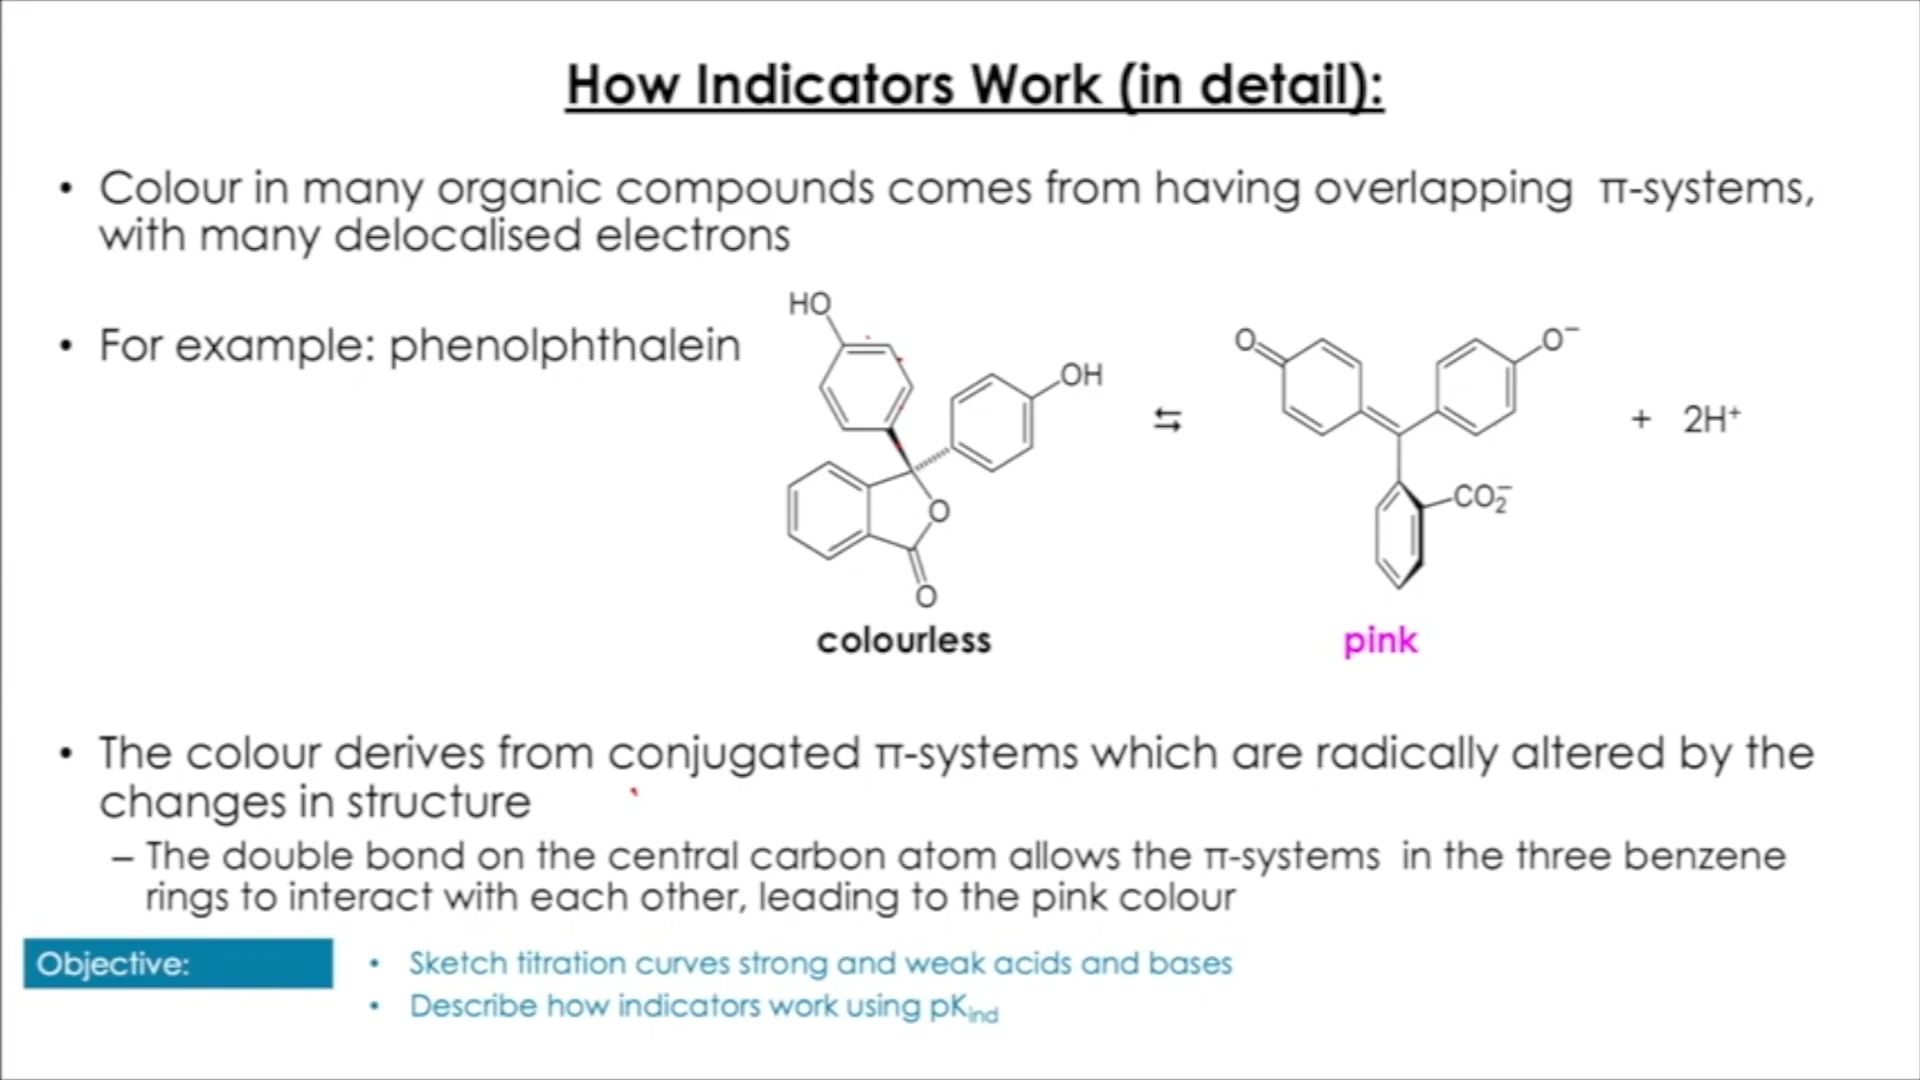 How Indicators Work (in detail):
• Colour in many organic compounds comes from having overlapping π-systems,
with many delocalised electrons
• For example: phenolphthalein
HO
OH
O
O
colourless
⇆
O
O⁻
CO₂⁻
pink
+ 2H⁺
• The colour derives from conjugated π-systems which are radically altered by the
changes in structure
– The double bond on the central carbon atom allows the π-systems in the three benzene
rings to interact with each other, leading to the pink colour
Objective:
• Sketch titration curves strong and weak acids and bases
• Describe how indicators work using pKind